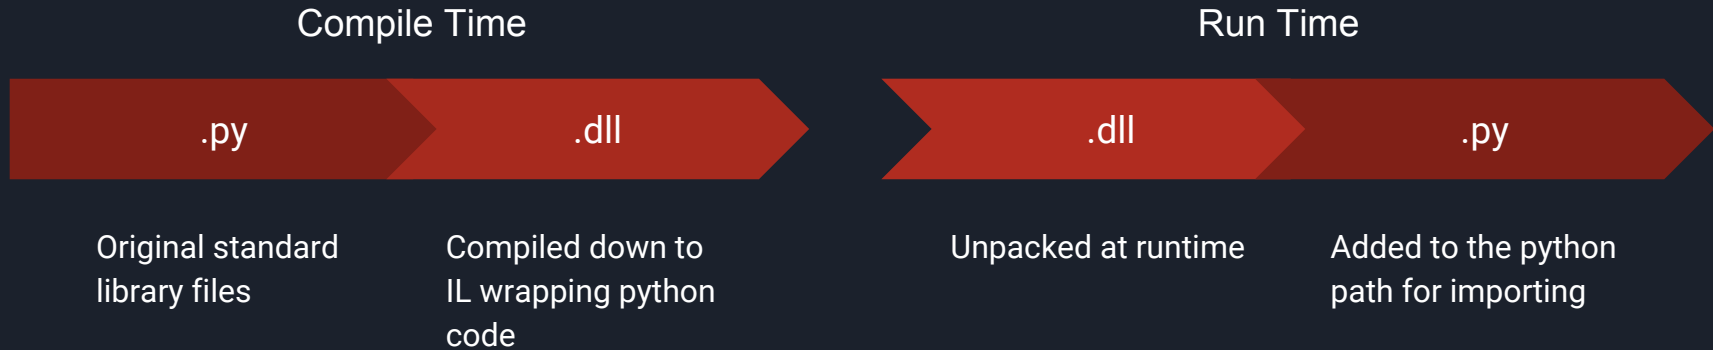 Compile Time
Run Time
.py
.dll
.dll
.py
Original standard
library files
Compiled down to
IL wrapping python
code
Unpacked at runtime
Added to the python
path for importing